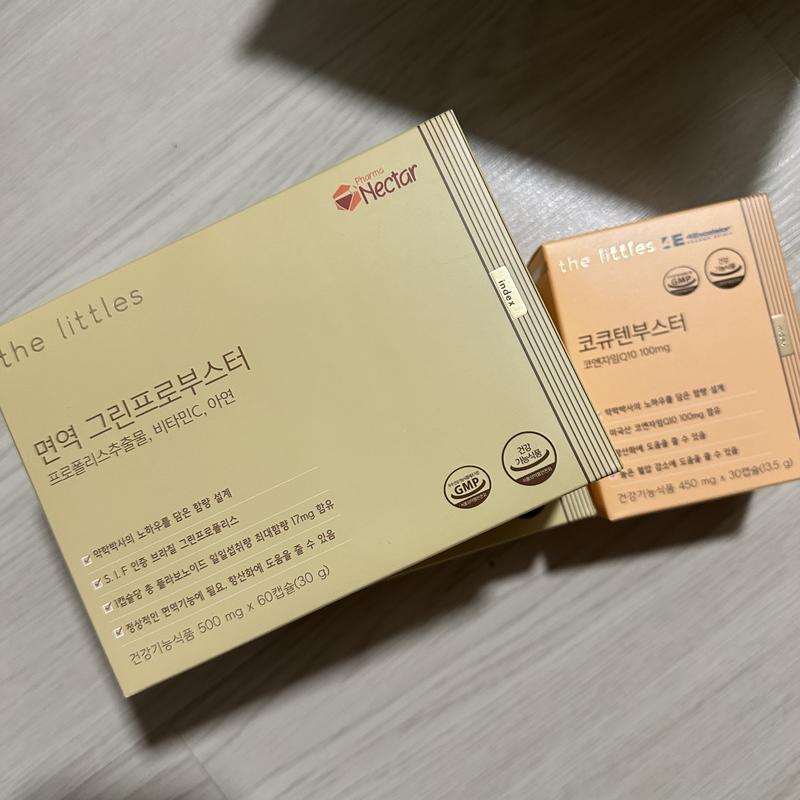 Pharma
Nectar
the littles
index
면역 그린프로부스터
프로폴리스추출물, 비타민C, 아연
약학박사의 노하우를 담은 함량 설계
S.I.F 인증 브라질 그린프로폴리스
1캡슐당 총 플라보노이드 일일섭취량 최대함량 17mg 함유
정상적인 면역기능에 필요, 항산화에 도움을 줄 수 있음
건강기능식품 500 mg x 60캡슐(30 g)
GMP
건강
기능식품
the littles
GMP
건강
기능식품
코큐텐부스터
코엔자임Q10 100mg
약학박사의 노하우를 담은 함량 설계
미국산 코엔자임Q10 100mg 함유
항산화에 도움을 줄 수 있음
높은 혈압 감소에 도움을 줄 수 있음
건강기능식품 450 mg x 30캡슐(13.5 g)